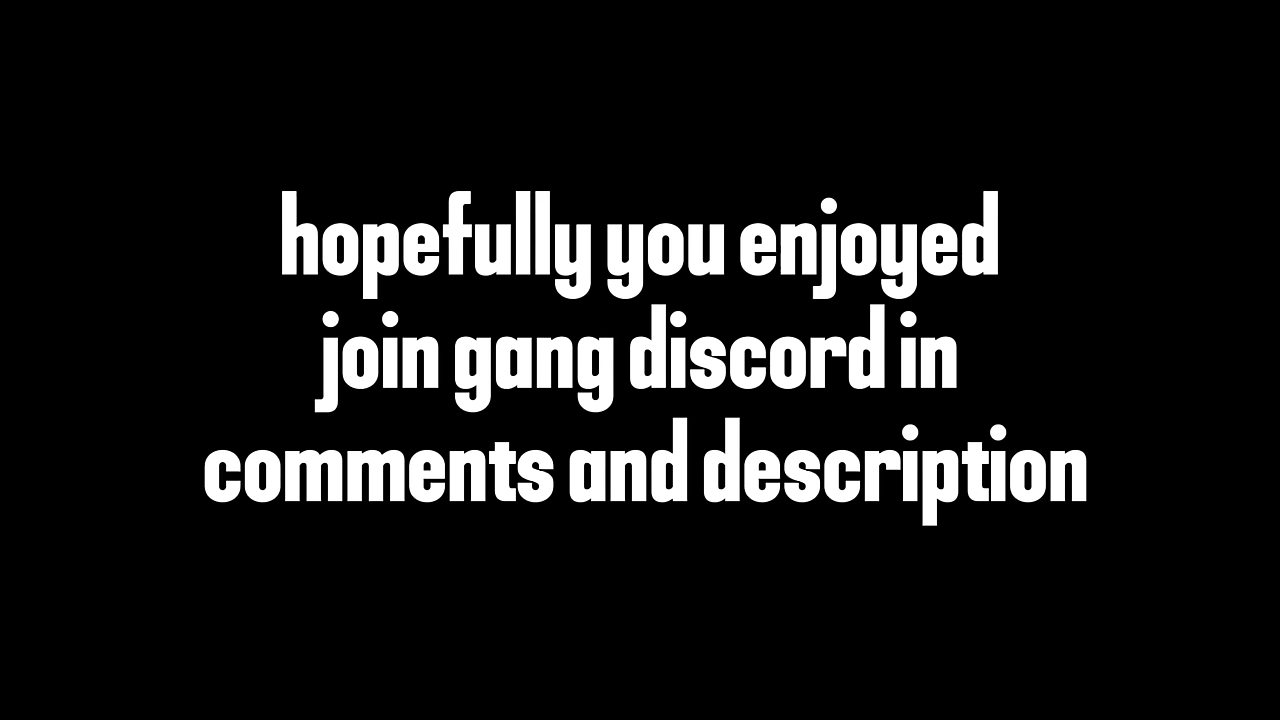 hopefully you enjoyed
join gang discord in
comments and description